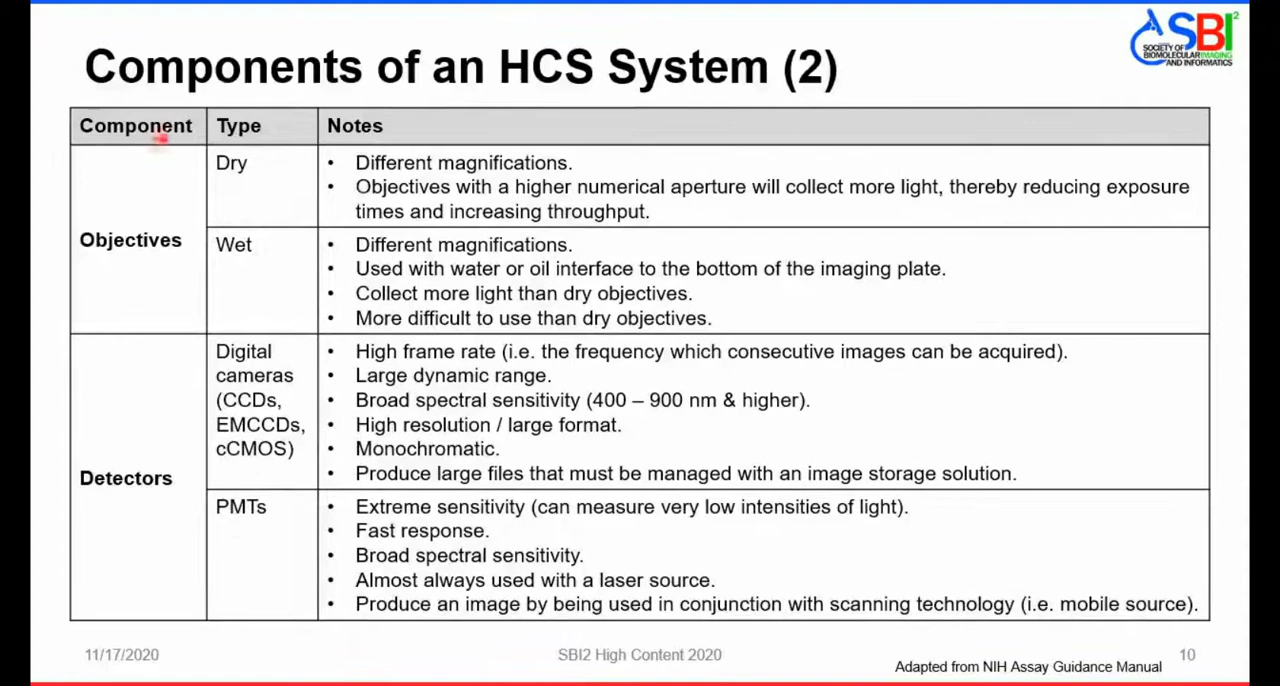 SBI2
SOCIETY OF
BIOMOLECULAR IMAGING
AND INFORMATICS
Components of an HCS System (2)
Component Type Notes
Objectives
Dry
• Different magnifications.
• Objectives with a higher numerical aperture will collect more light, thereby reducing exposure
times and increasing throughput.
Wet
• Different magnifications.
• Used with water or oil interface to the bottom of the imaging plate.
• Collect more light than dry objectives.
• More difficult to use than dry objectives.
Detectors
Digital
cameras
(CCDs,
EMCCDs,
cCMOS)
• High frame rate (i.e. the frequency which consecutive images can be acquired).
• Large dynamic range.
• Broad spectral sensitivity (400 – 900 nm & higher).
• High resolution / large format.
• Monochromatic.
• Produce large files that must be managed with an image storage solution.
PMTs
• Extreme sensitivity (can measure very low intensities of light).
• Fast response.
• Broad spectral sensitivity.
• Almost always used with a laser source.
• Produce an image by being used in conjunction with scanning technology (i.e. mobile source).
11/17/2020 SBI2 High Content 2020 10
Adapted from NIH Assay Guidance Manual